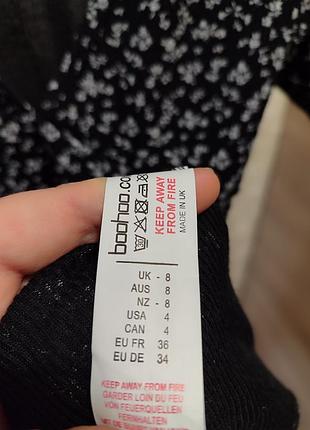 boohoo.co
KEEP AWAY
FROM FIRE
MADE IN UK
UK - 8
AUS 8
NZ - 8
USA 4
CAN 4
EU FR 36
EU DE 34
KEEP AWAY FROM FIRE
GARDER LOIN DU FEU
VON FEUERQUELLEN
FERNHALTEN